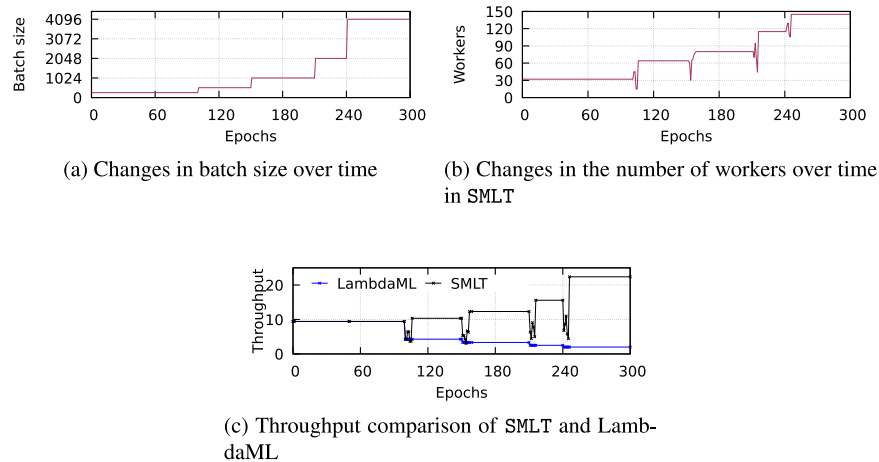 Batch size
4096
3072
2048
1024
0
0 60 120 180 240 300
Epochs
(a) Changes in batch size over time
Workers
150
120
90
60
30
0
0 60 120 180 240 300
Epochs
(b) Changes in the number of workers over time
in SMLT
Throughput
20
10
0
LambdaML SMLT
0 60 120 180 240 300
Epochs
(c) Throughput comparison of SMLT and Lamb-
daML